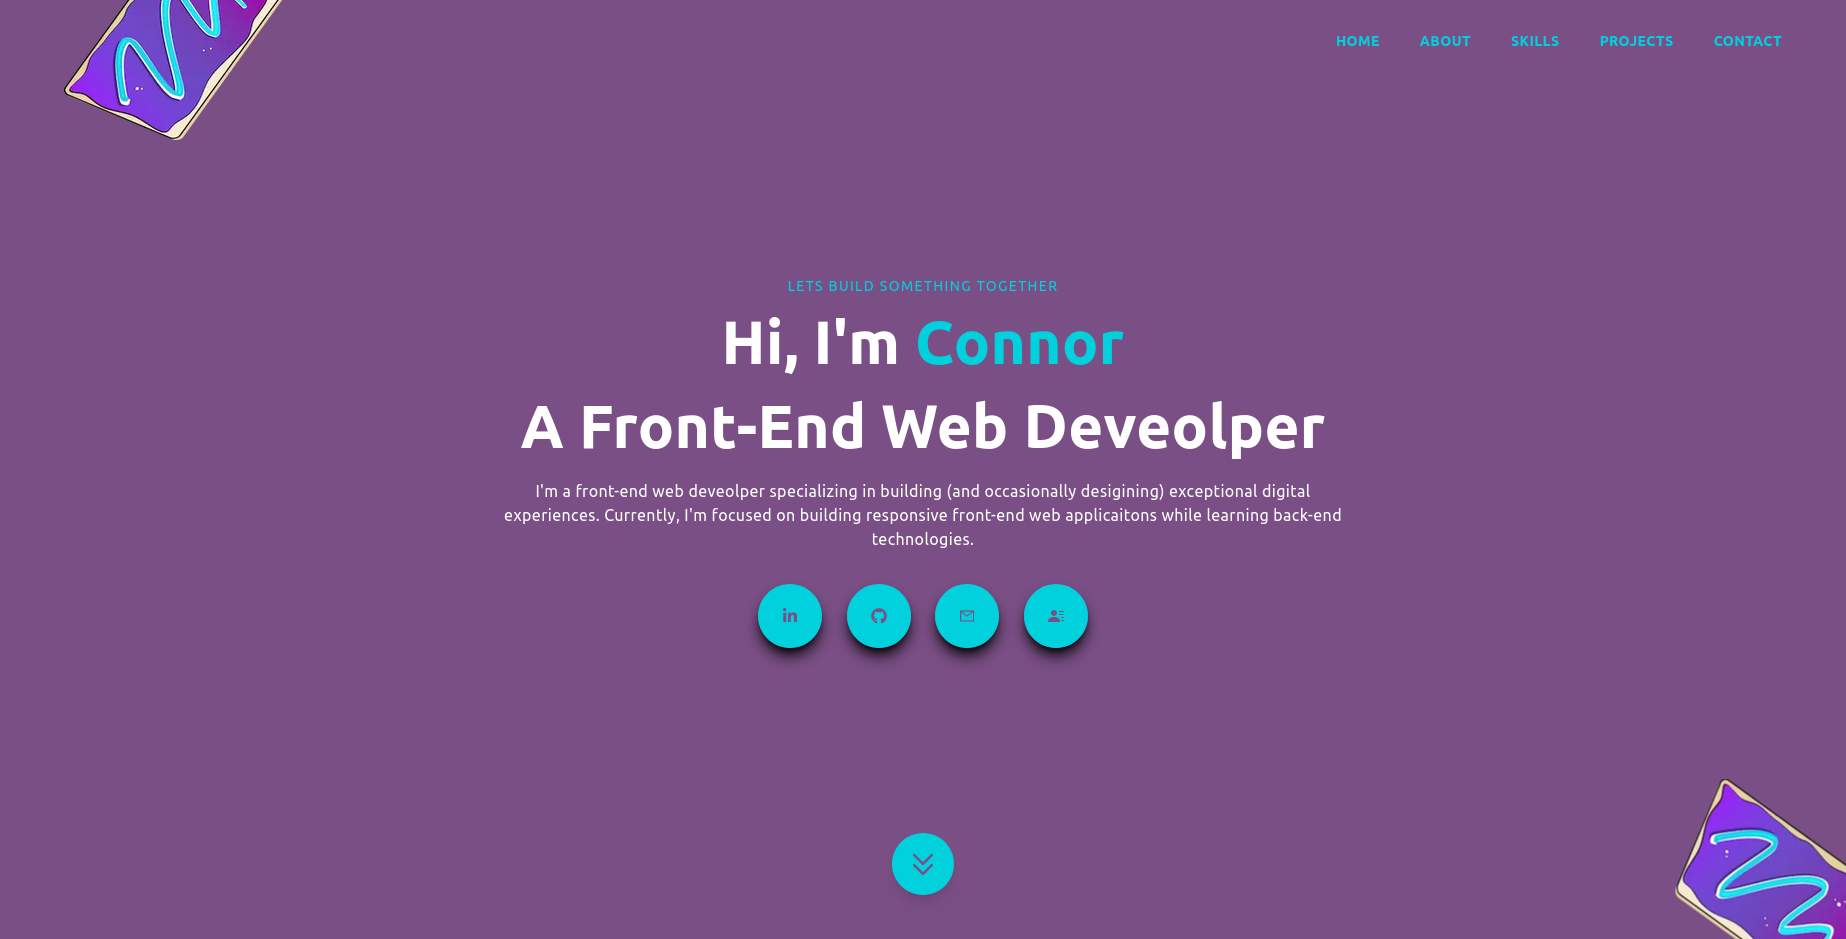 HOME ABOUT SKILLS PROJECTS CONTACT
LETS BUILD SOMETHING TOGETHER
Hi, I'm Connor
A Front-End Web Deveolper
I'm a front-end web deveolper specializing in building (and occasionally desigining) exceptional digital
experiences. Currently, I'm focused on building responsive front-end web applicaitons while learning back-end
technologies.
in